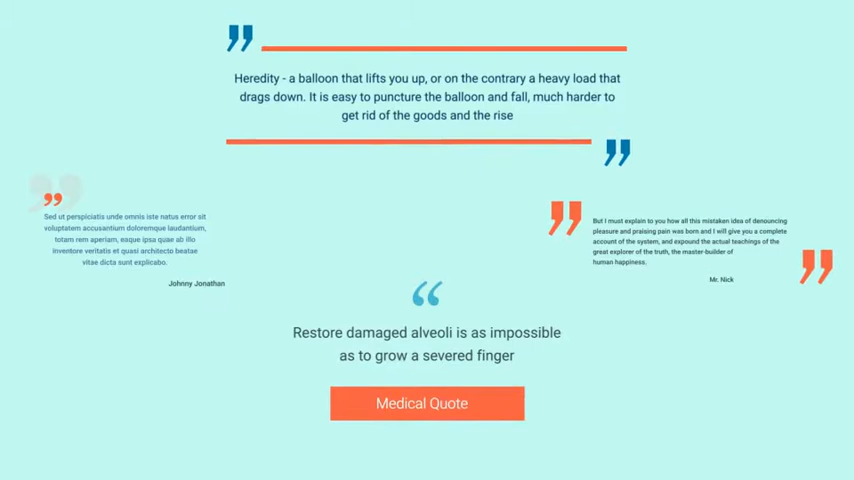 Heredity - a balloon that lifts you up, or on the contrary a heavy load that
drags down. It is easy to puncture the balloon and fall, much harder to
get rid of the goods and the rise
Sed ut perspiciatis unde omnis iste natus error sit
voluptatem accusantium doloremque laudantium,
totam rem aperiam, eaque ipsa quae ab illo
inventore veritatis et quasi architecto beatae
vitae dicta sunt explicabo.
Johnny Jonathan
But I must explain to you how all this mistaken idea of denouncing
pleasure and praising pain was born and I will give you a complete
account of the system, and expound the actual teachings of the
great explorer of the truth, the master-builder of
human happiness.
Mr. Nick
Restore damaged alveoli is as impossible
as to grow a severed finger
Medical Quote